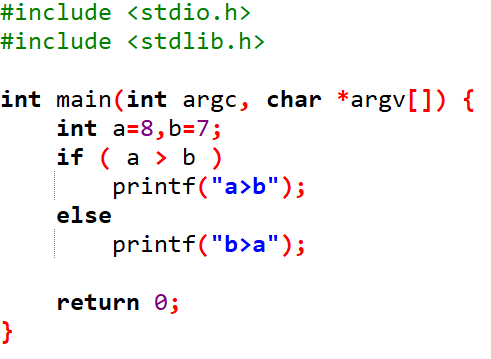 #include <stdio.h>
#include <stdlib.h>

int main(int argc, char *argv[]) {
    int a=8,b=7;
    if ( a > b )
        printf("a>b");
    else
        printf("b>a");

    return 0;
}